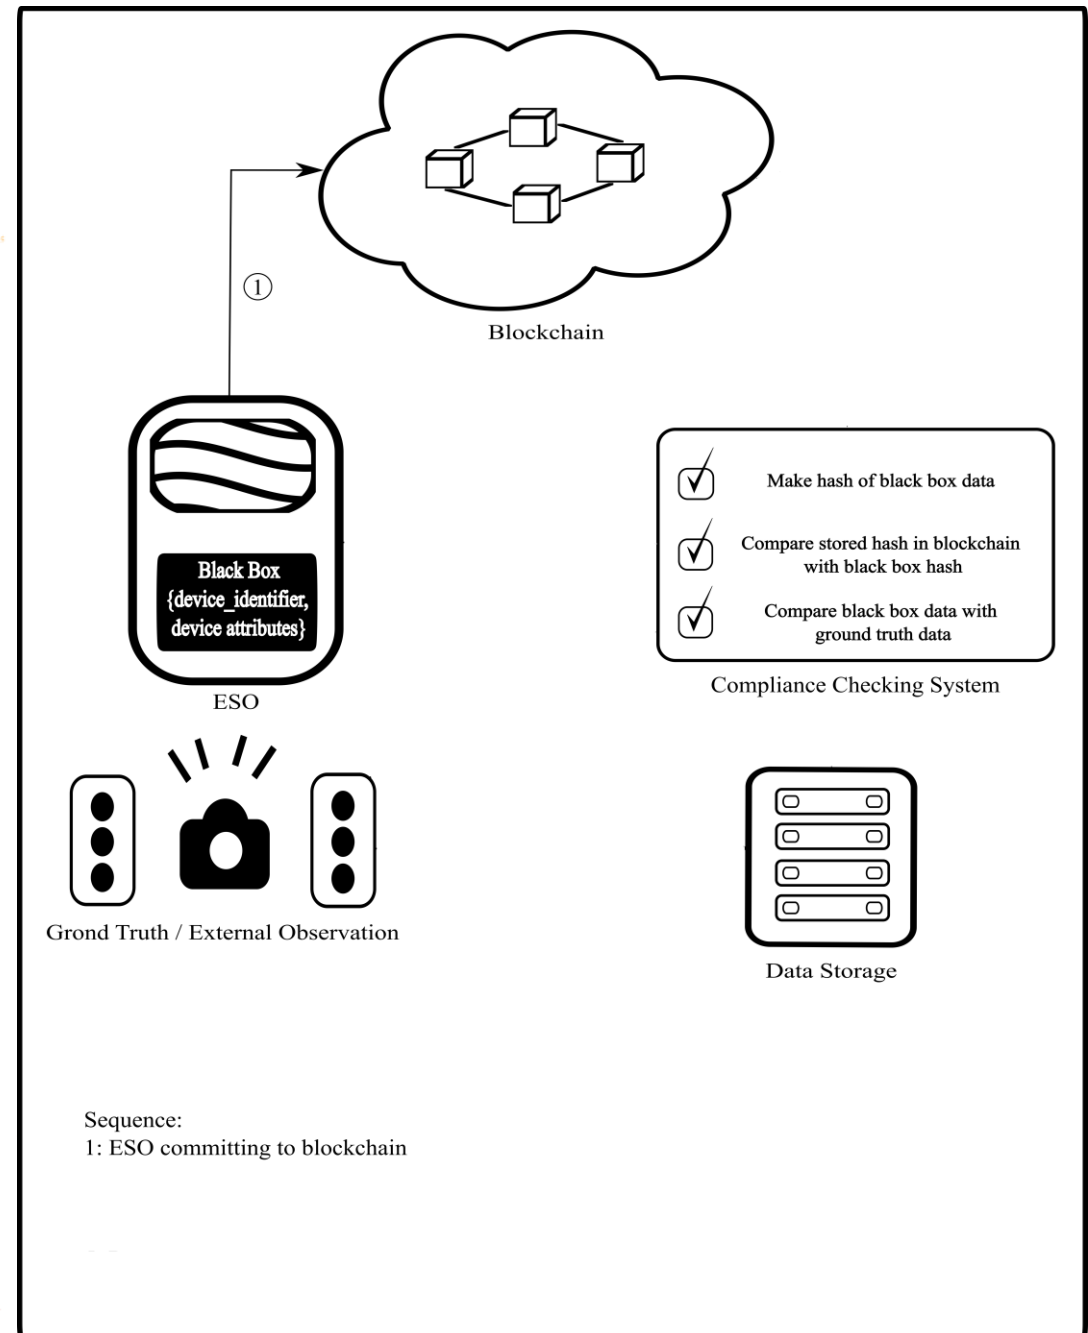 1
Blockchain
Black Box
{device_identifier,
device attributes}
ESO
Make hash of black box data
Compare stored hash in blockchain
with black box hash
Compare black box data with
ground truth data
Compliance Checking System
Grond Truth / External Observation
Data Storage
Sequence:
1: ESO committing to blockchain